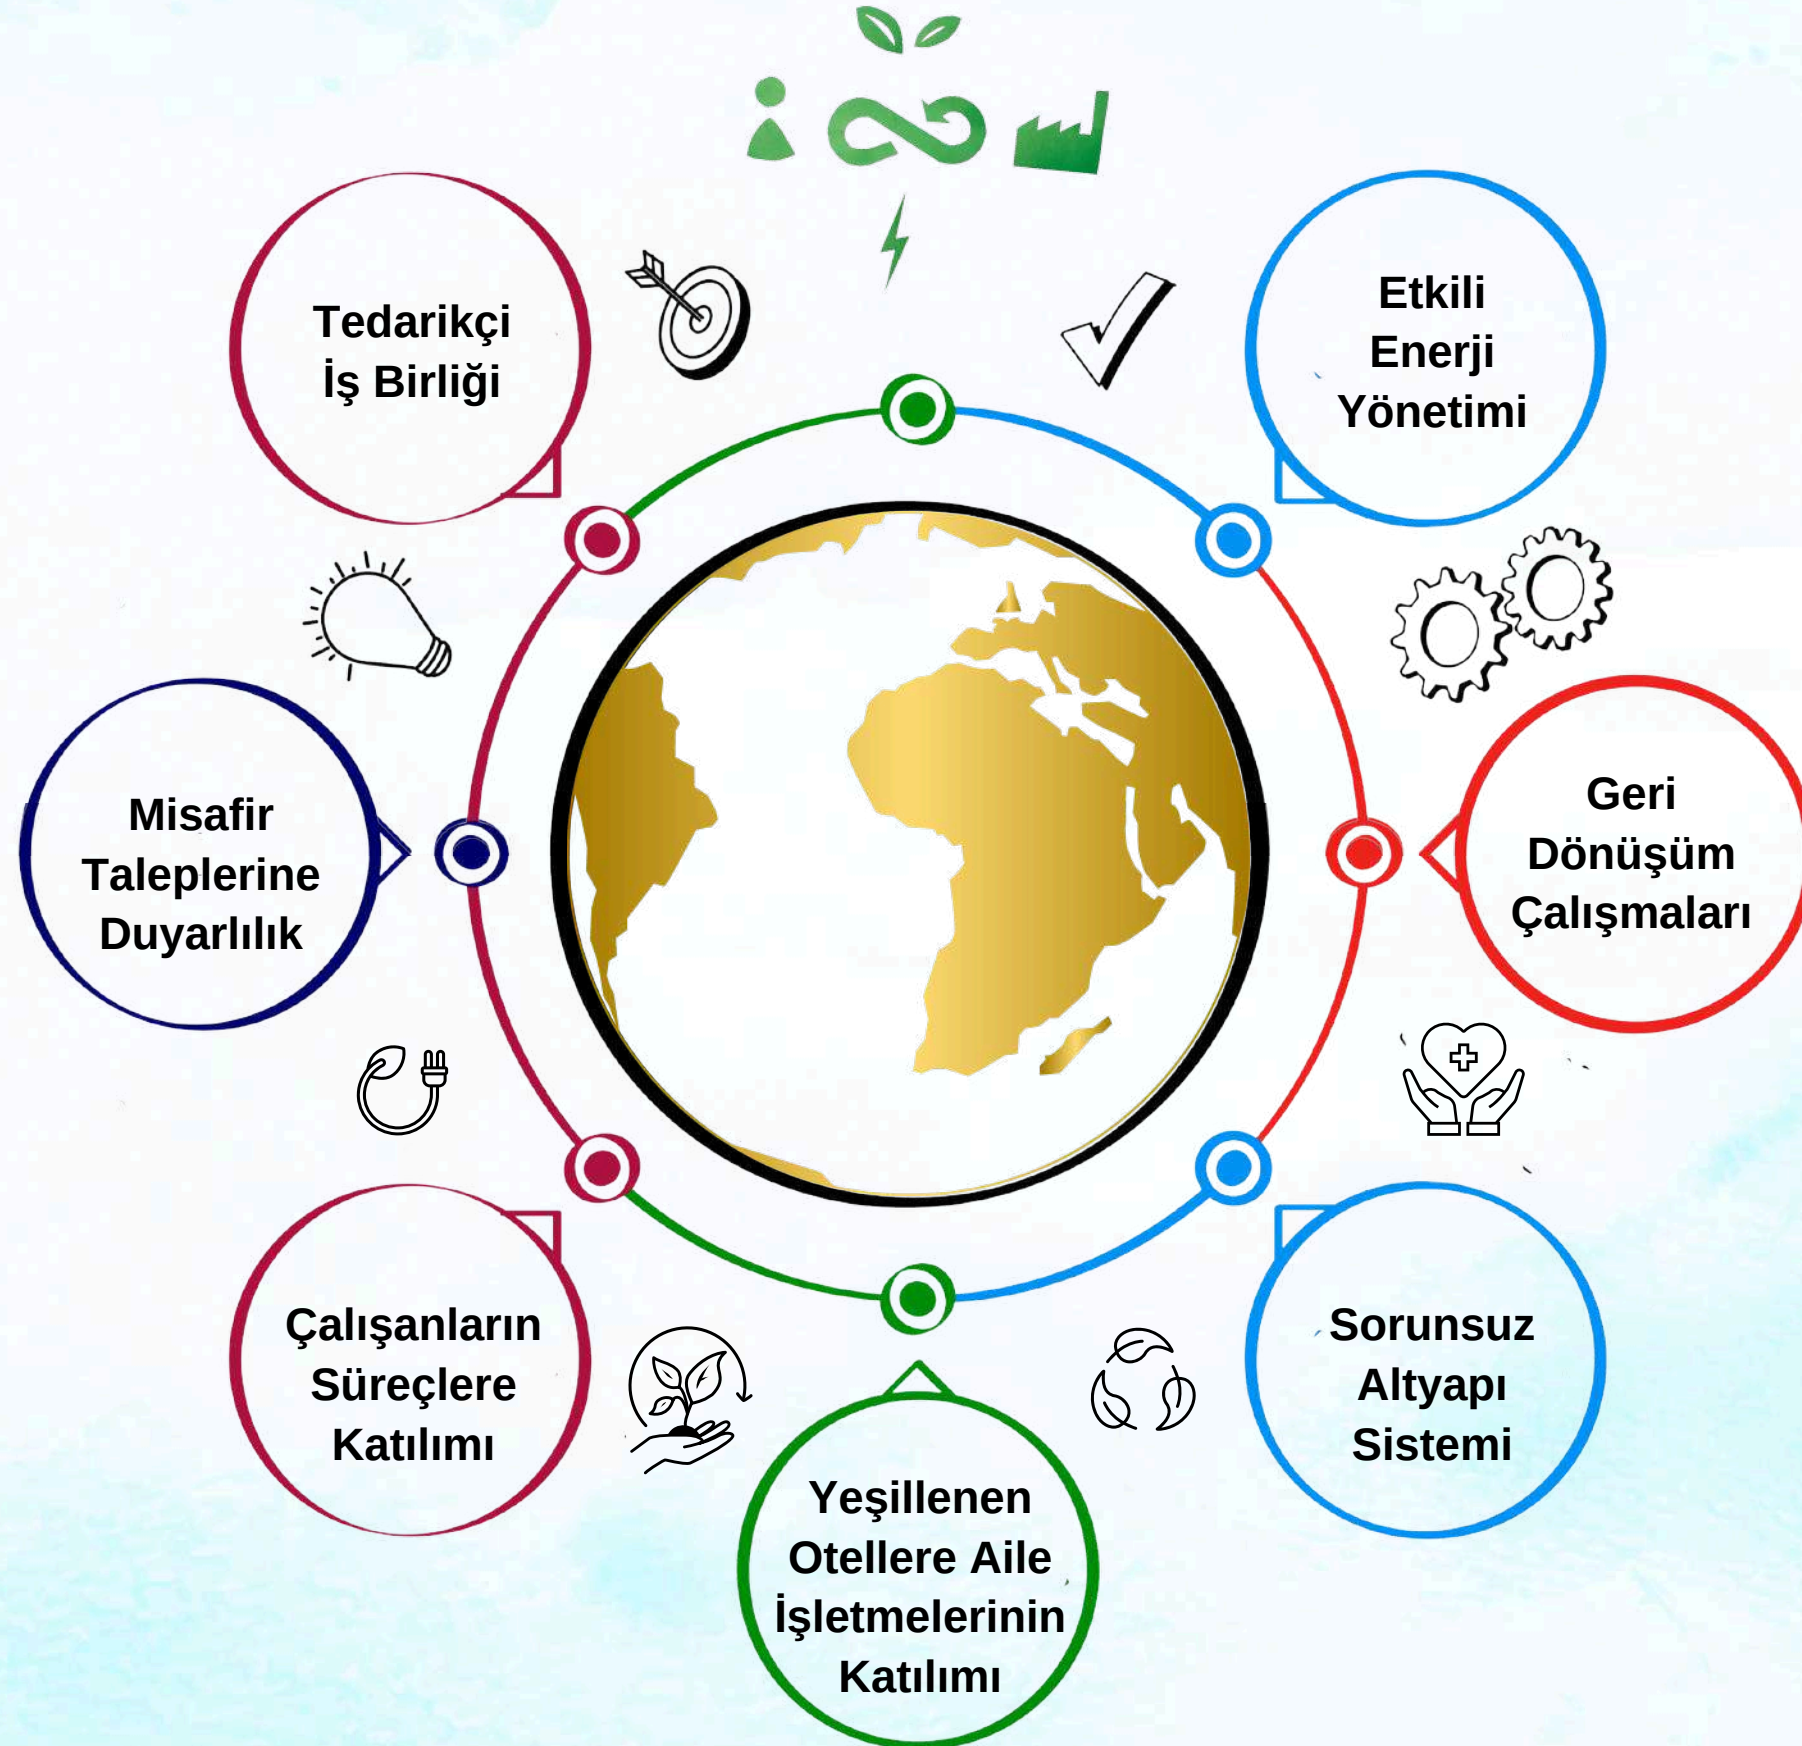 Tedarikçi
İş Birliği
Etkili
Enerji
Yönetimi
Misafir
Taleplerine
Duyarlılık
Geri
Dönüşüm
Çalışmaları
Çalışanların
Süreçlere
Katılımı
Sorunsuz
Altyapı
Sistemi
Yeşillenen
Otellere Aile
İşletmelerinin
Katılımı